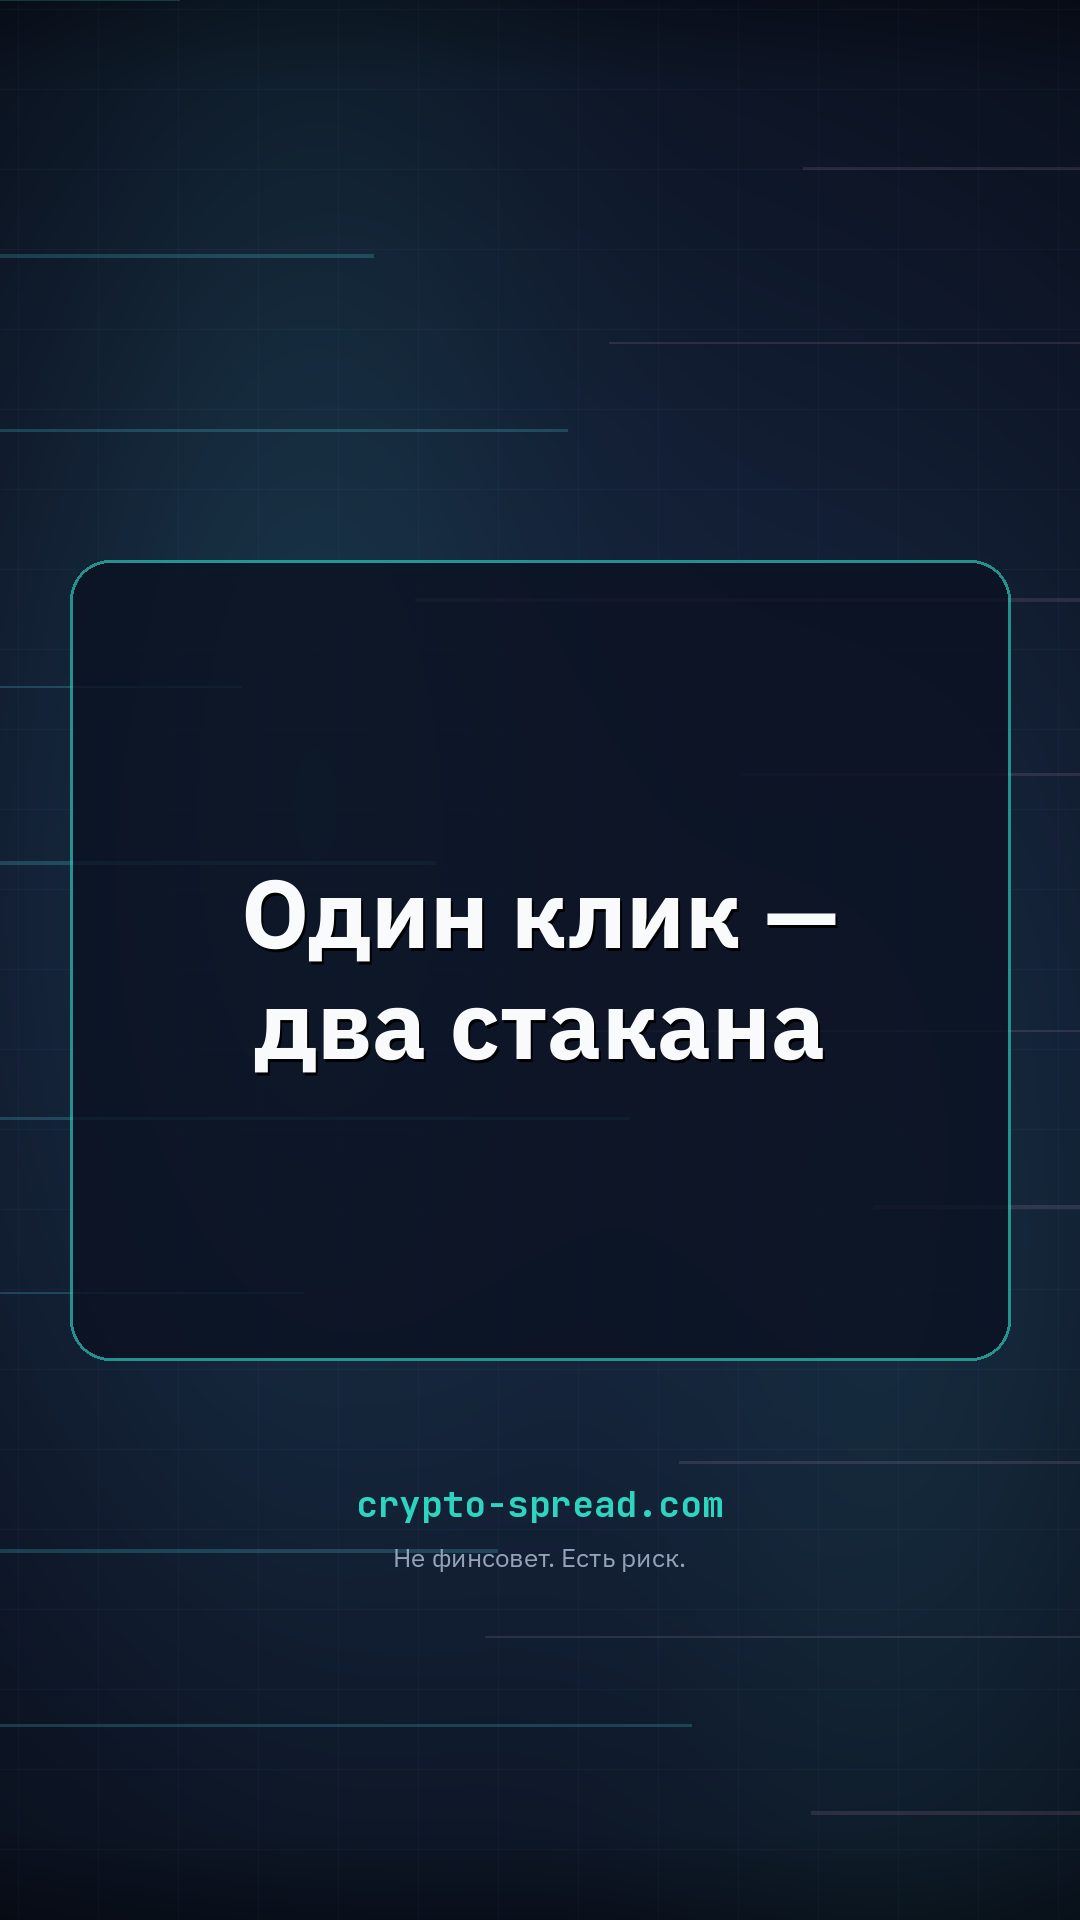 Один клик —
два стакана
crypto-spread.com
Не финсовет. Есть риск.